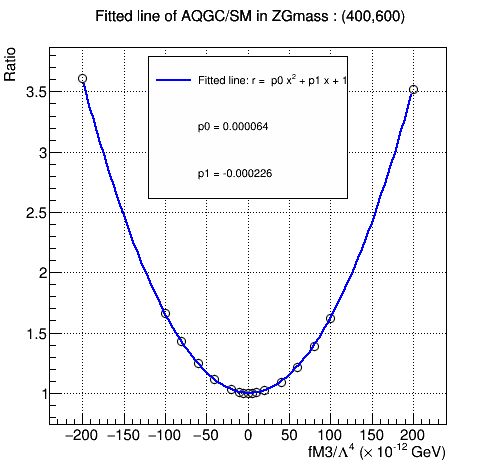 Fitted line of AQGC/SM in ZGmass : (400,600)
Ratio
Fitted line: r = p0 x² + p1 x + 1
p0 = 0.000064
p1 = -0.000226
3.5
3
2.5
2
1.5
1
−200 −150 −100 −50 0 50 100 150 200
fM3/Λ⁴ (× 10⁻¹² GeV)